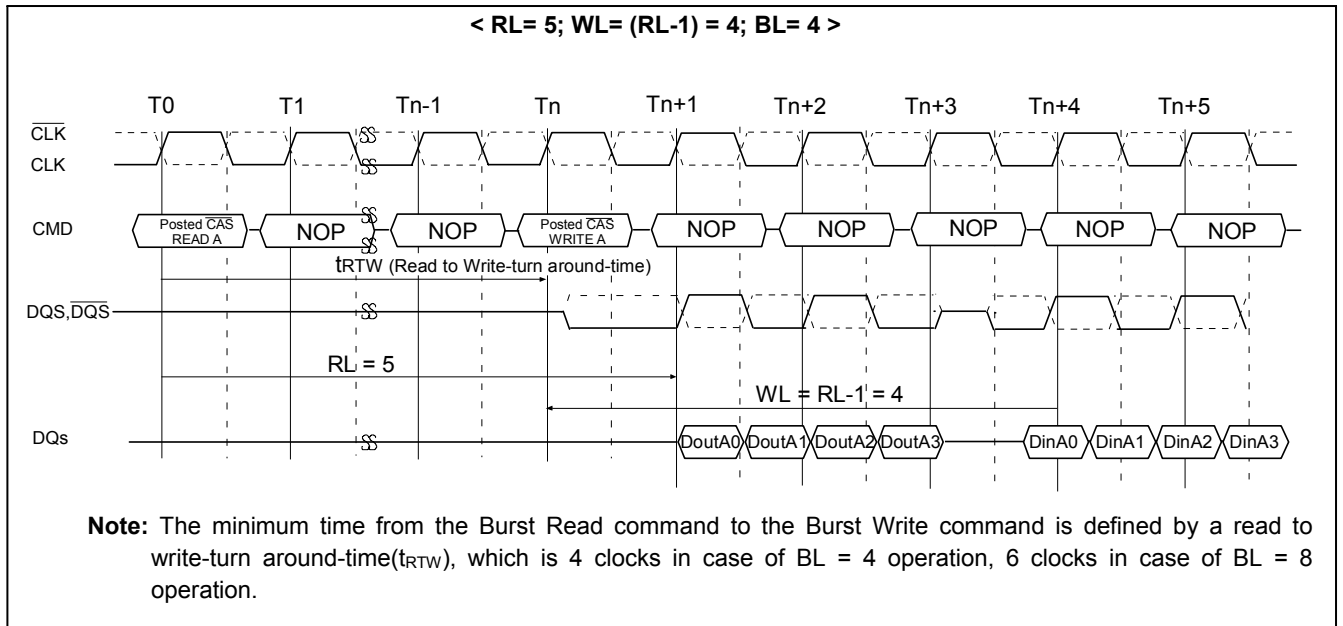 < RL= 5; WL= (RL-1) = 4; BL= 4 >
T0 T1 Tn-1 Tn Tn+1 Tn+2 Tn+3 Tn+4 Tn+5
CLK
CLK
CMD Posted CAS READ A NOP NOP Posted CAS WRITE A NOP NOP NOP NOP NOP
tRTW (Read to Write-turn around-time)
DQS,DQS
RL = 5
WL = RL-1 = 4
DQs DoutA0 DoutA1 DoutA2 DoutA3 DinA0 DinA1 DinA2 DinA3
Note: The minimum time from the Burst Read command to the Burst Write command is defined by a read to
write-turn around-time(tRTW), which is 4 clocks in case of BL = 4 operation, 6 clocks in case of BL = 8
operation.